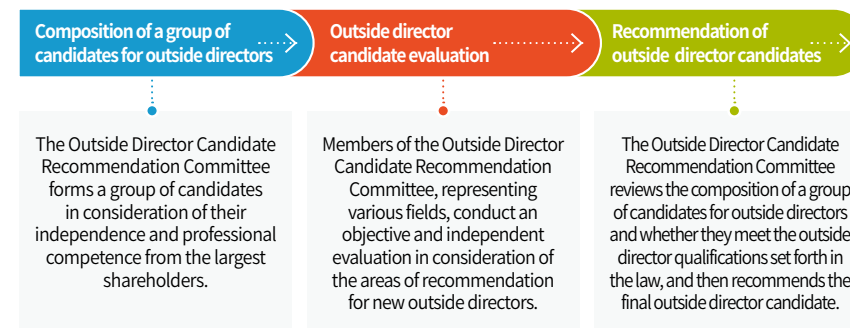 Composition of a group of
candidates for outside directors
Outside director
candidate evaluation
Recommendation of
outside director candidates
The Outside Director Candidate
Recommendation Committee
forms a group of candidates
in consideration of their
independence and professional
competence from the largest
shareholders.
Members of the Outside Director
Candidate Recommendation
Committee, representing
various fields, conduct an
objective and independent
evaluation in consideration of
the areas of recommendation
for new outside directors.
The Outside Director Candidate
Recommendation Committee
reviews the composition of a group
of candidates for outside directors
and whether they meet the outside
director qualifications set forth in
the law, and then recommends the
final outside director candidate.